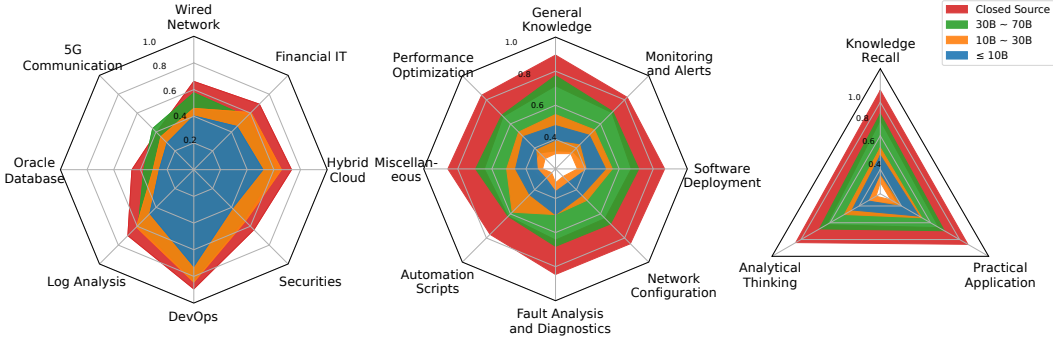 Wired
Network
5G
Communication
Financial IT
1.0
0.8
0.6
0.4
0.2
Oracle
Database
Hybrid
Cloud
Log Analysis
Securities
DevOps
General
Knowledge
Performance
Optimization
Monitoring
and Alerts
1.0
0.8
0.6
0.4
Miscellan-
eous
Software
Deployment
Automation
Scripts
Network
Configuration
Fault Analysis
and Diagnostics
Closed Source
30B ~ 70B
10B ~ 30B
≤ 10B
Knowledge
Recall
1.0
0.8
0.6
0.4
Analytical
Thinking
Practical
Application